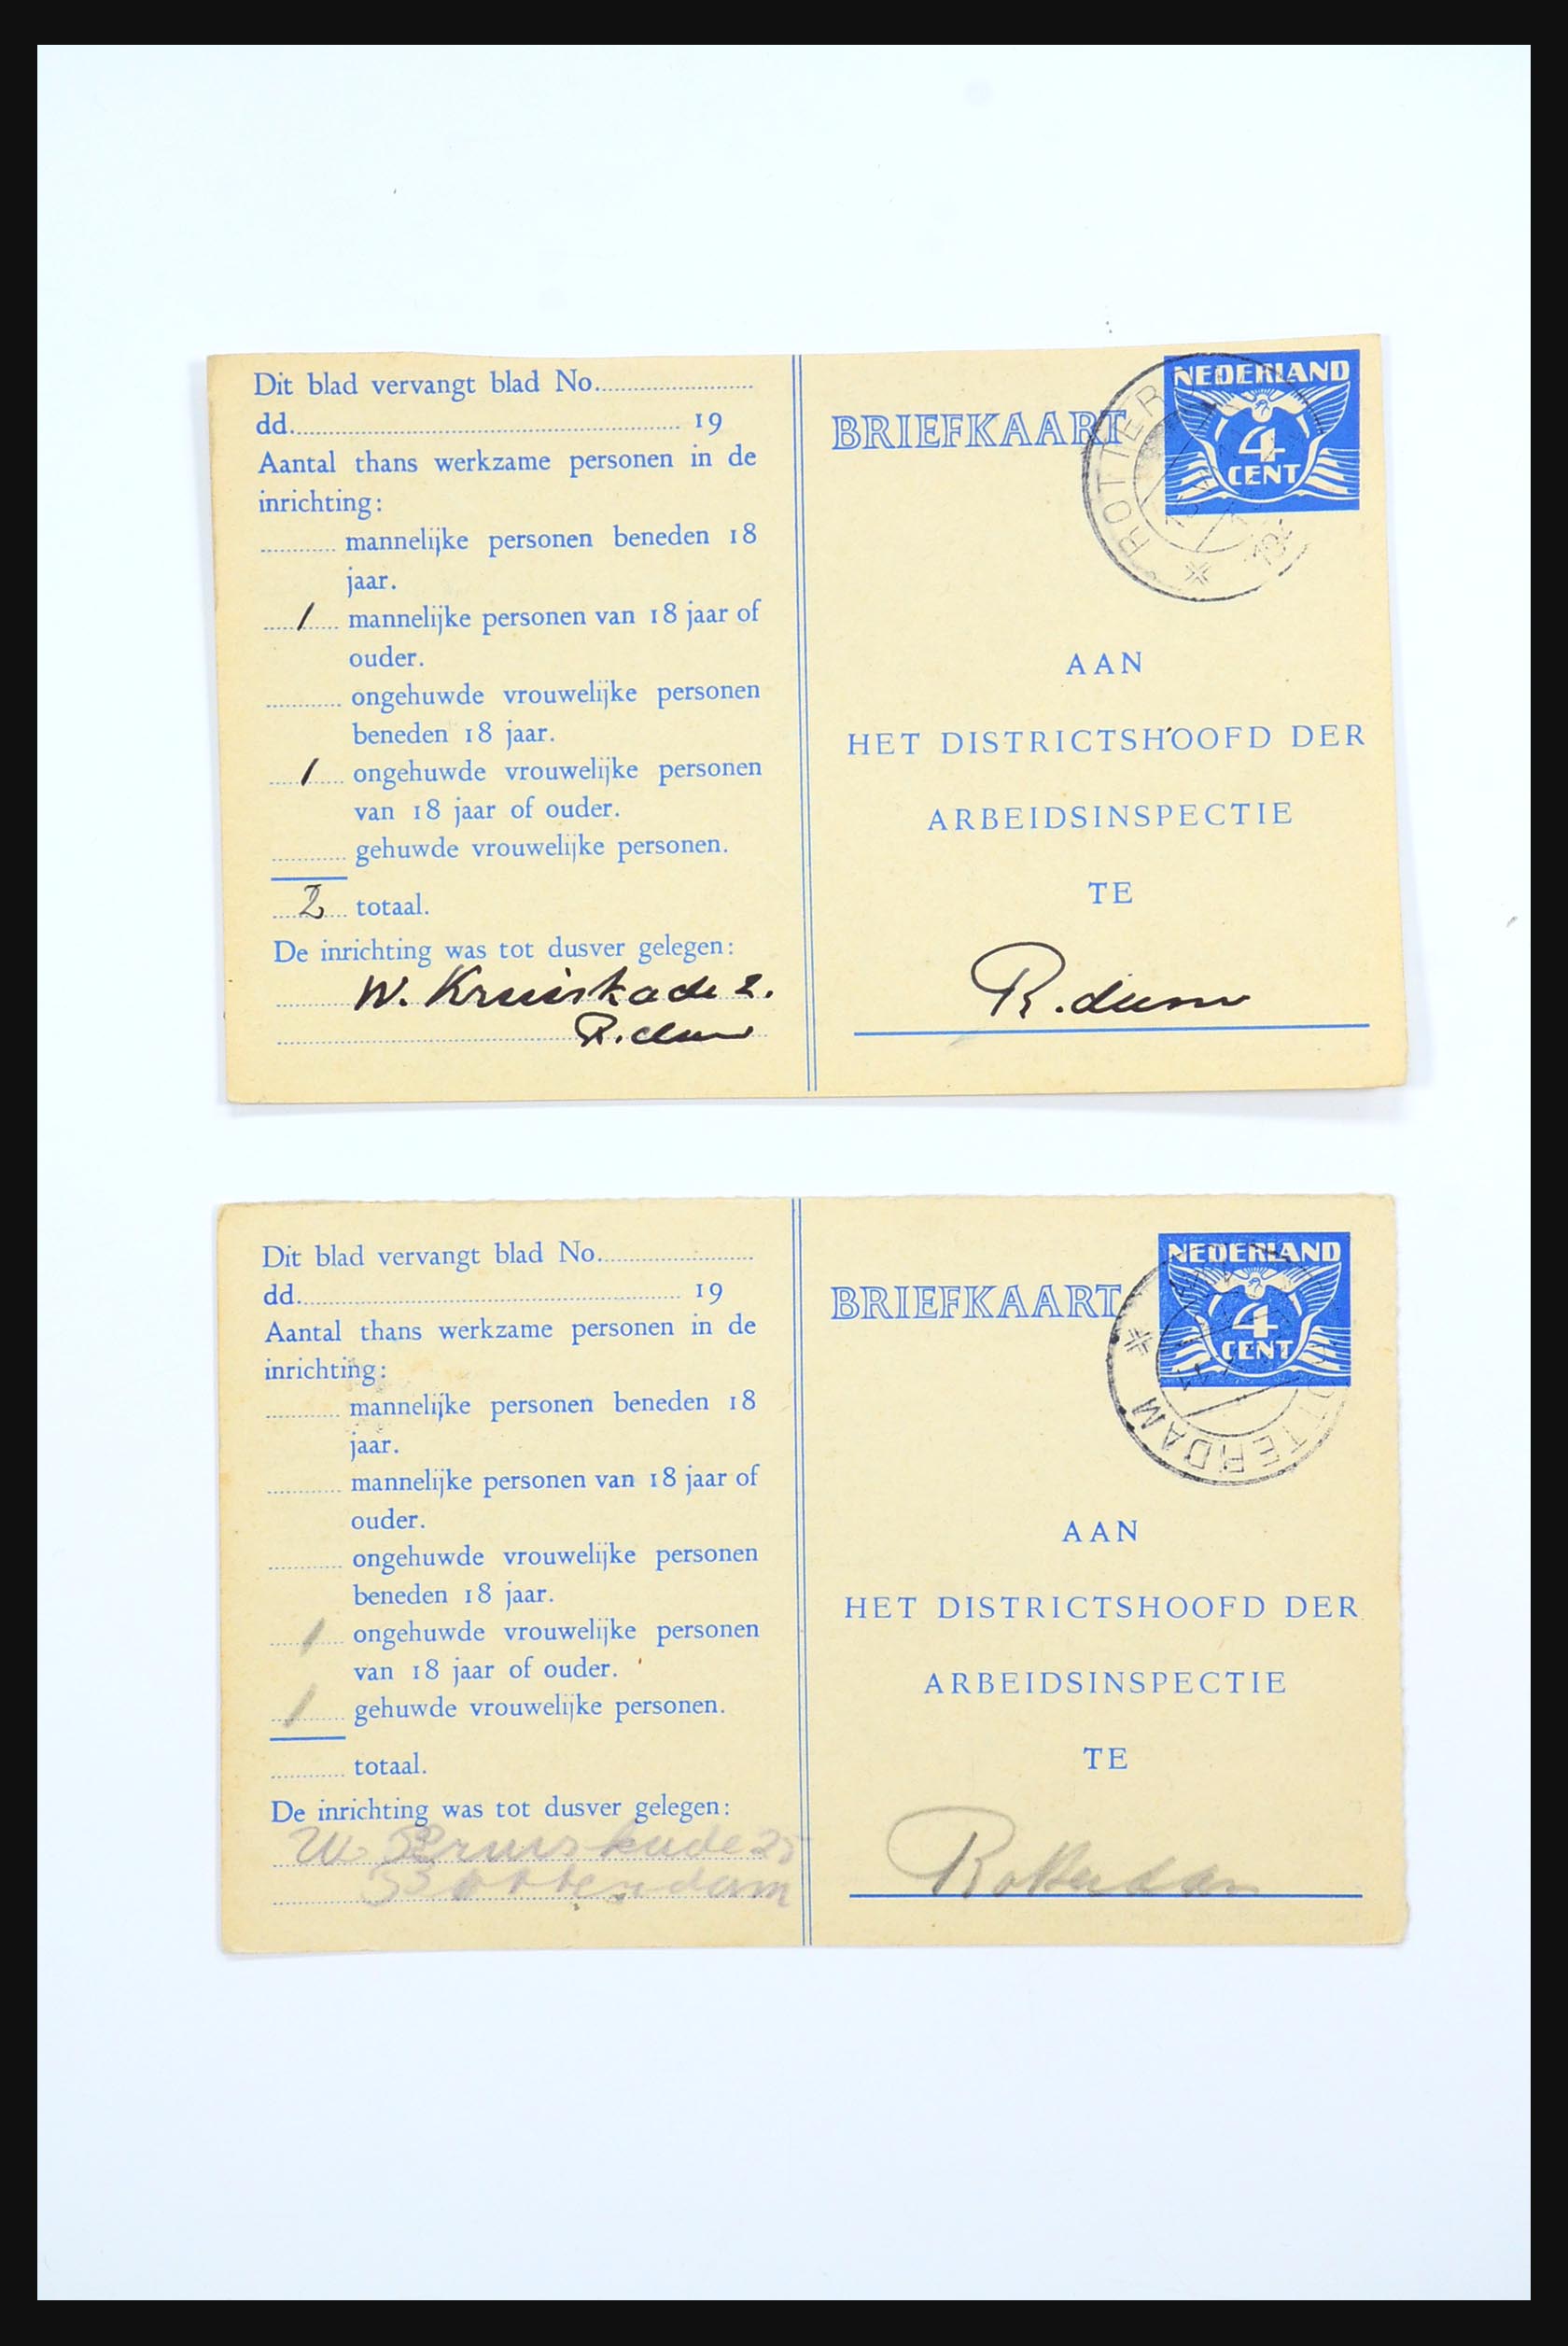 Dit blad vervangt blad No.
dd. 19
Aantal thans werkzame personen in de
inrichting:
mannelijke personen beneden 18
jaar.
1 mannelijke personen van 18 jaar of
ouder.
ongehuwde vrouwelijke personen
beneden 18 jaar.
1 ongehuwde vrouwelijke personen
van 18 jaar of ouder.
gehuwde vrouwelijke personen.
2 totaal.
De inrichting was tot dusver gelegen:
W. Kruiskade 2.
R.dam
BRIEFKAART
NEDERLAND
4
CENT
ROTTER
AAN
HET DISTRICTSHOOFD DER
ARBEIDSINSPECTIE
TE
R.dam
Dit blad vervangt blad No.
dd. 19
Aantal thans werkzame personen in de
inrichting:
mannelijke personen beneden 18
jaar.
mannelijke personen van 18 jaar of
ouder.
ongehuwde vrouwelijke personen
beneden 18 jaar.
1 ongehuwde vrouwelijke personen
van 18 jaar of ouder.
1 gehuwde vrouwelijke personen.
totaal.
De inrichting was tot dusver gelegen:
W. Kruiskade 25
Rotterdam
BRIEFKAART
NEDERLAND
4
CENT
ROTTERDAM
AAN
HET DISTRICTSHOOFD DER
ARBEIDSINSPECTIE
TE
Rotterdam